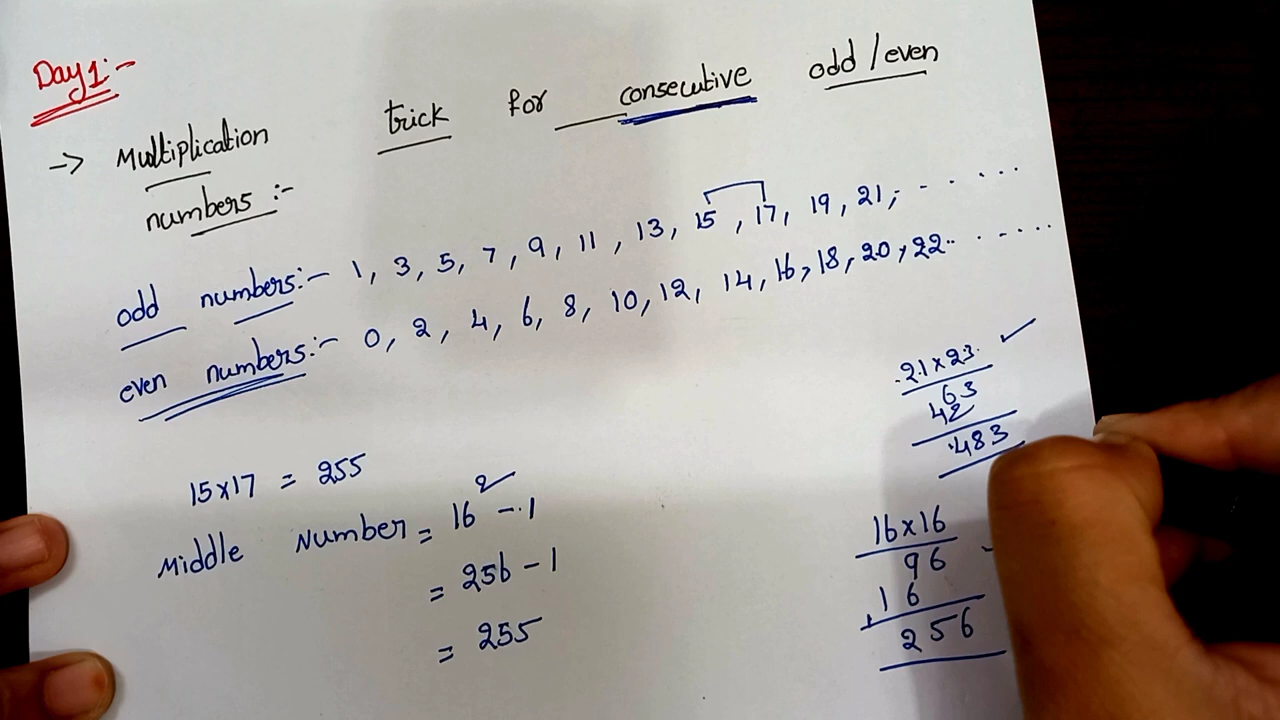 Day1:-
-> Multiplication trick for consecutive odd/even
numbers:-
odd numbers:- 1, 3, 5, 7, 9, 11, 13, 15, 17, 19, 21, - - . . . .
even numbers:- 0, 2, 4, 6, 8, 10, 12, 14, 16, 18, 20, 22.. . . . . .
21x23.
63
42
483
15x17 = 255
Middle Number = 16² - 1
= 256 - 1
= 255
16x16
96
16
256